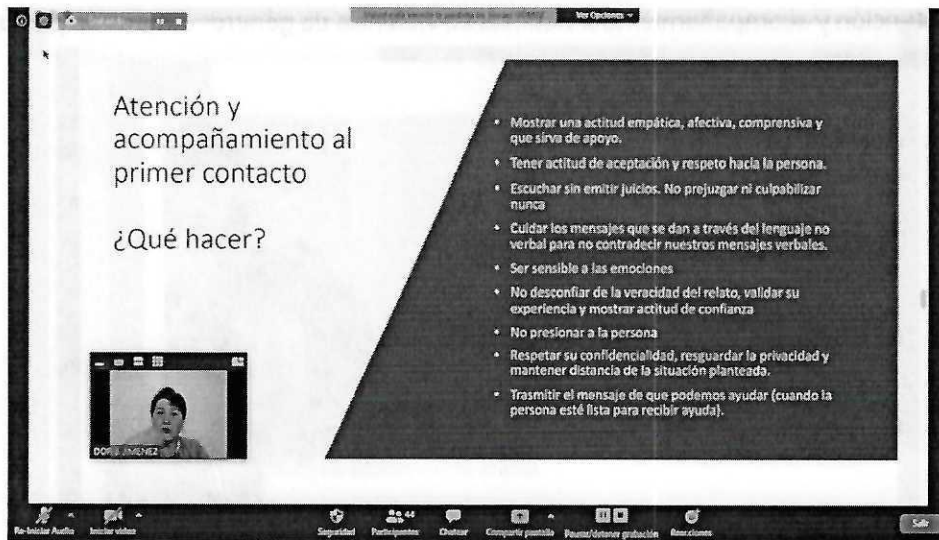 Ver Opciones
Atención y
acompañamiento al
primer contacto
¿Qué hacer?
• Mostrar una actitud empática, afectiva, comprensiva y
que sirva de apoyo.
• Tener actitud de aceptación y respeto hacia la persona.
• Escuchar sin emitir juicios. No prejuzgar ni culpabilizar
nunca
• Cuidar los mensajes que se dan a través del lenguaje no
verbal para no contradecir nuestros mensajes verbales.
• Ser sensible a las emociones
• No desconfiar de la veracidad del relato, validar su
experiencia y mostrar actitud de confianza
• No presionar a la persona
• Respetar su confidencialidad, resguardar la privacidad y
mantener distancia de la situación planteada.
• Trasmitir el mensaje de que podemos ayudar (cuando la
persona esté lista para recibir ayuda).
JIMENEZ
Re-Iniciar Audio Iniciar video Seguridad Participantes 44 Chatear Compartir pantalla Pausar/detener grabación Reacciones Salir